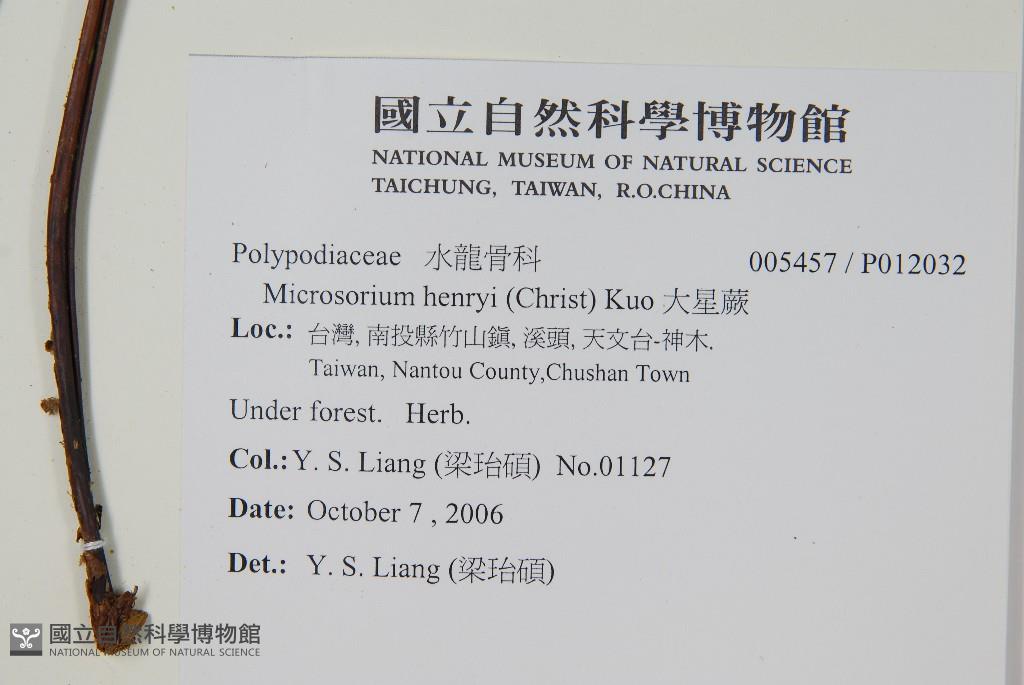 國立自然科學博物館
NATIONAL MUSEUM OF NATURAL SCIENCE
TAICHUNG, TAIWAN, R.O.CHINA
Polypodiaceae 水龍骨科 005457 / P012032
Microsorium henryi (Christ) Kuo 大星蕨
Loc.: 台灣, 南投縣竹山鎮, 溪頭, 天文台-神木.
Taiwan, Nantou County,Chushan Town
Under forest. Herb.
Col.: Y. S. Liang (梁珆碩) No.01127
Date: October 7 , 2006
Det.: Y. S. Liang (梁珆碩)
國立自然科學博物館
NATIONAL MUSEUM OF NATURAL SCIENCE